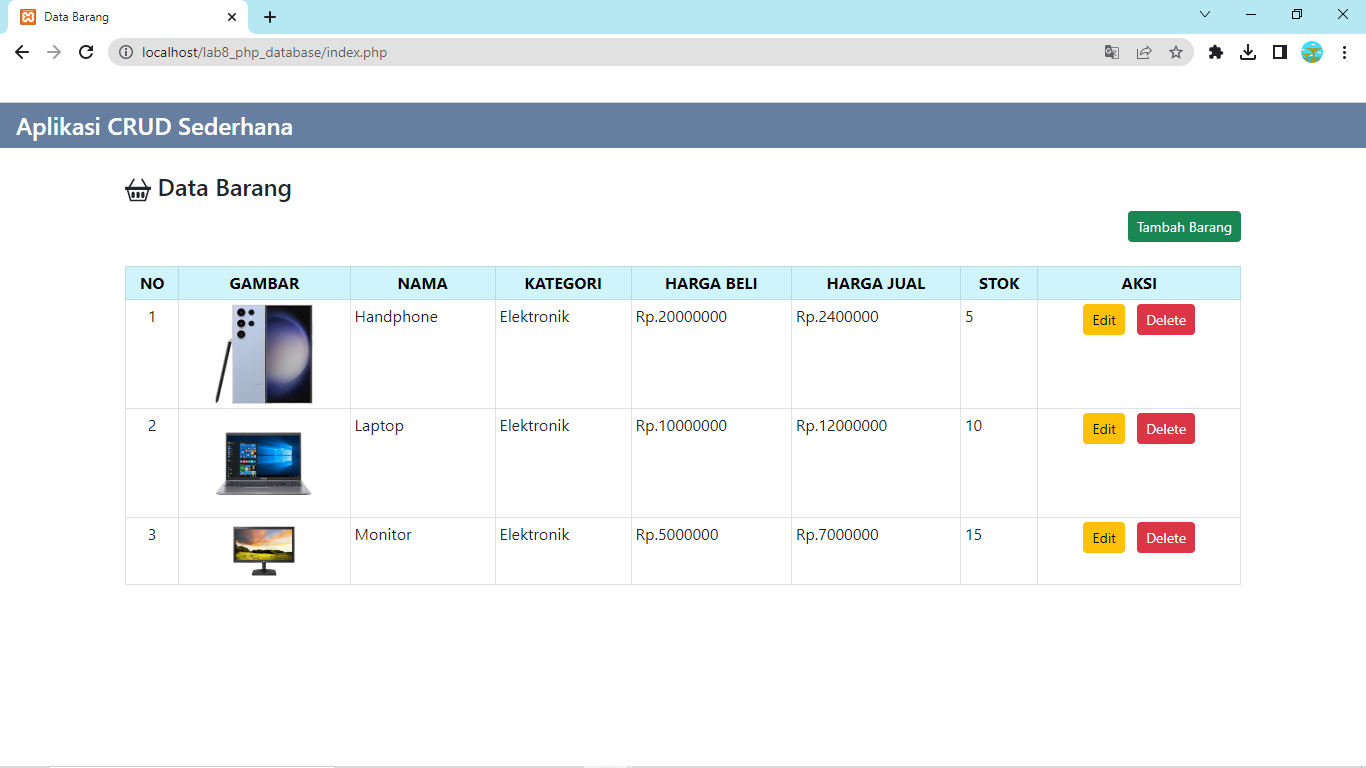 Data Barang
localhost/lab8_php_database/index.php
Aplikasi CRUD Sederhana
Data Barang
Tambah Barang
NO GAMBAR NAMA KATEGORI HARGA BELI HARGA JUAL STOK AKSI
1 Handphone Elektronik Rp.20000000 Rp.2400000 5 Edit Delete
2 Laptop Elektronik Rp.10000000 Rp.12000000 10 Edit Delete
3 Monitor Elektronik Rp.5000000 Rp.7000000 15 Edit Delete